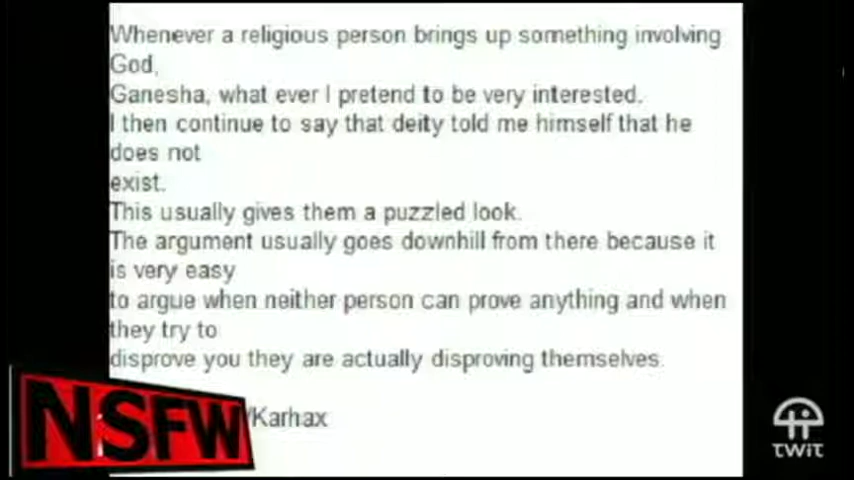 Whenever a religious person brings up something involving
God,
Ganesha, what ever I pretend to be very interested.
I then continue to say that deity told me himself that he
does not
exist.
This usually gives them a puzzled look.
The argument usually goes downhill from there because it
is very easy
to argue when neither person can prove anything and when
they try to
disprove you they are actually disproving themselves.
/Karhax
NSFW
TWiT